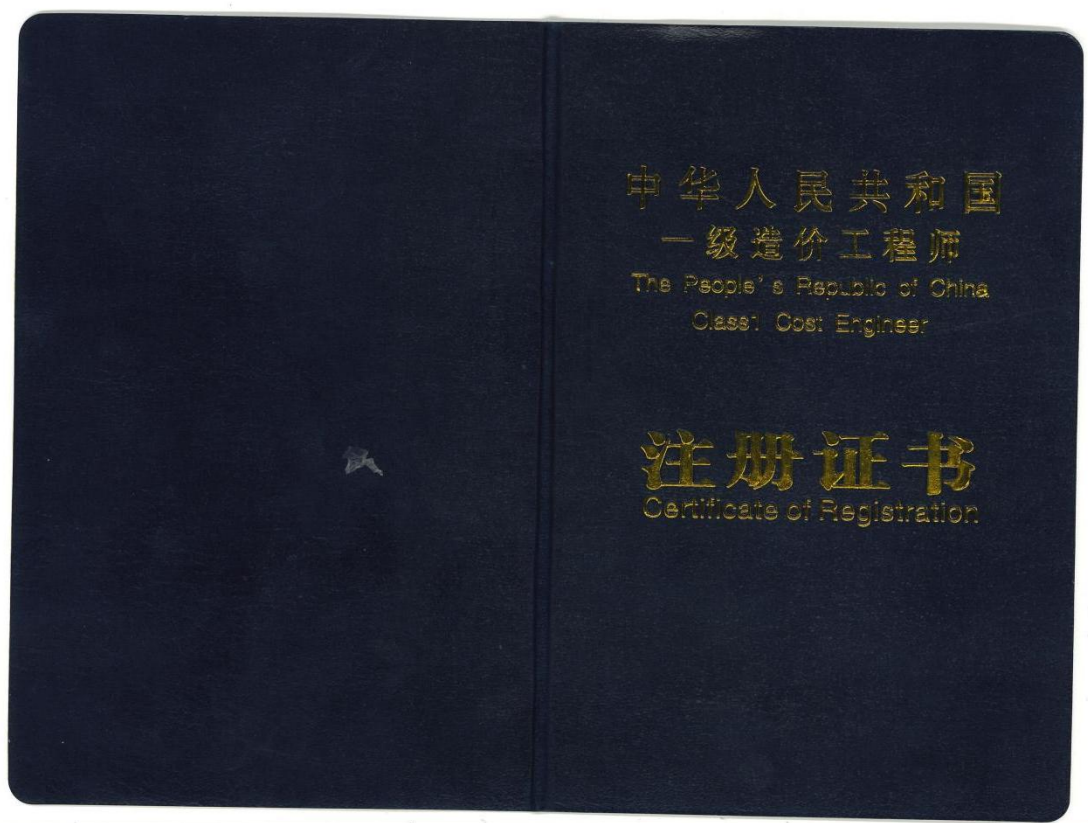 中华人民共和国
一级造价工程师
The People's Republic of China
Class1 Cost Engineer
注册证书
Certificate of Registration